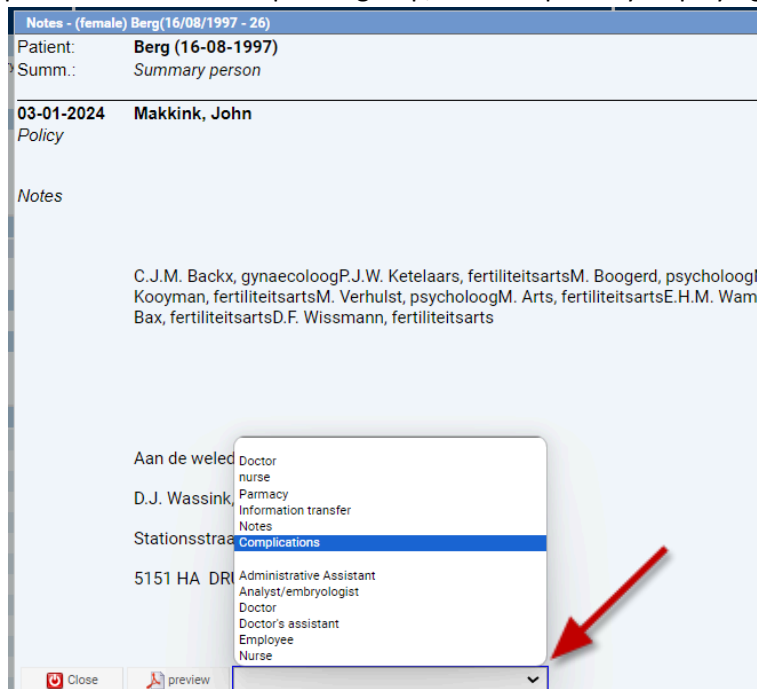 Notes - (female) Berg(16/08/1997 - 26)
Patient: Berg (16-08-1997)
Summ.: Summary person
03-01-2024 Makkink, John
Policy
Notes
C.J.M. Backx, gynaecoloogP.J.W. Ketelaars, fertiliteitsartsM. Boogerd, psycholoog
Kooyman, fertiliteitsartsM. Verhulst, psycholoogM. Arts, fertiliteitsartsE.H.M. Wam
Bax, fertiliteitsartsD.F. Wissmann, fertiliteitsarts
Aan de weled
D.J. Wassink,
Stationsstraa
5151 HA DRU
Doctor
nurse
Parmacy
Information transfer
Notes
Complications
Administrative Assistant
Analyst/embryologist
Doctor
Doctor's assistant
Employee
Nurse
Close
preview